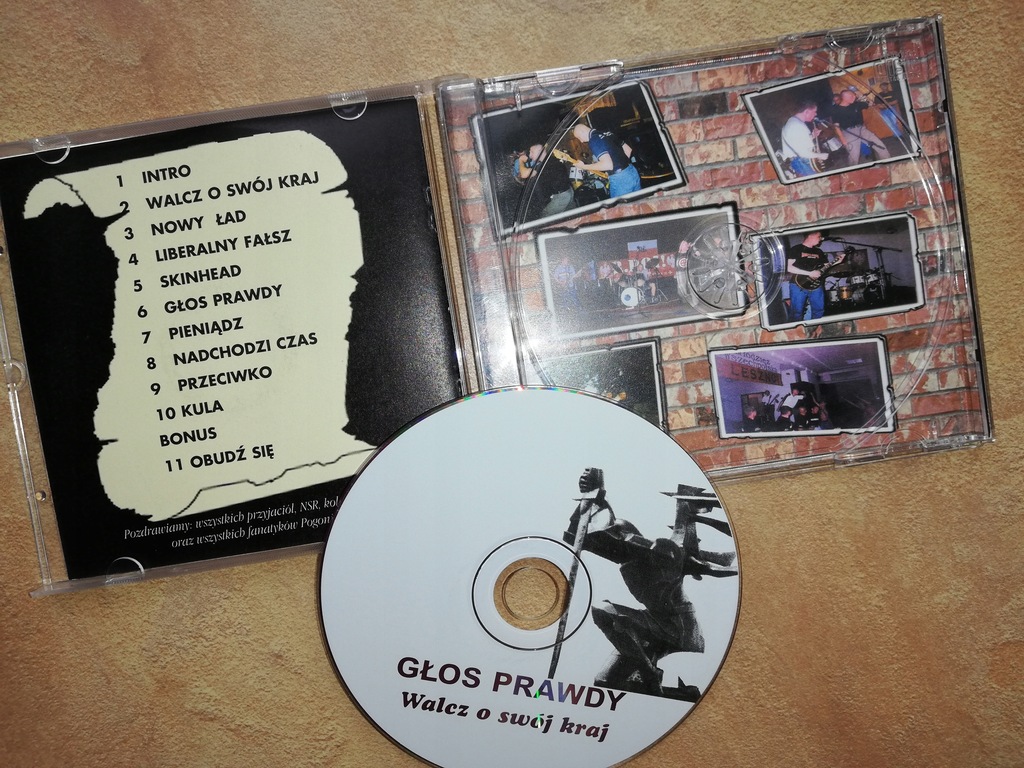 1 INTRO
2 WALCZ O SWÓJ KRAJ
3 NOWY ŁAD
4 LIBERALNY FAŁSZ
5 SKINHEAD
6 GŁOS PRAWDY
7 PIENIĄDZ
8 NADCHODZI CZAS
9 PRZECIWKO
10 KULA
BONUS
11 OBUDŹ SIĘ
Pozdrawiamy: wszystkich przyjaciół, NSR,
oraz wszystkich fanatyków Pogoni
GŁOS PRAWDY
Walcz o swój kraj